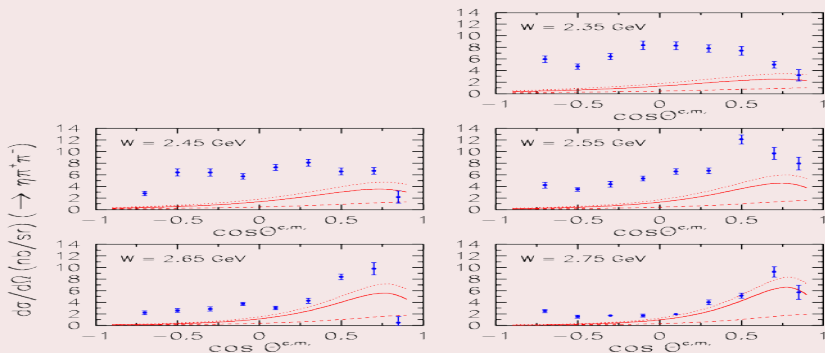 14
12
10
8
6
4
2
0
W = 2.35 GeV
−1 −0.5 0 0.5 1
cosΘc.m.
dσ/dΩ(nb/sr) (→ ηπ+π−)
14
12
10
8
6
4
2
0
W = 2.45 GeV
−1 −0.5 0 0.5 1
cosΘc.m.
14
12
10
8
6
4
2
0
W = 2.55 GeV
−1 −0.5 0 0.5 1
cosΘc.m.
14
12
10
8
6
4
2
0
W = 2.65 GeV
−1 −0.5 0 0.5 1
cos Θc.m.
14
12
10
8
6
4
2
0
W = 2.75 GeV
−1 −0.5 0 0.5 1
cos Θc.m.